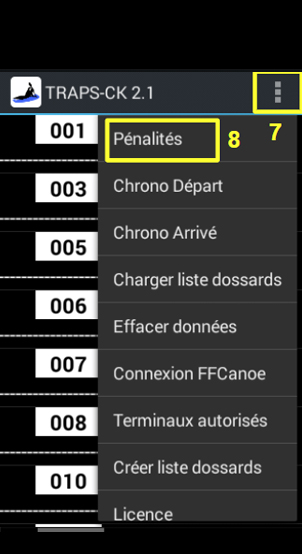 TRAPS-CK 2.1
7
001
Pénalités
8
003
Chrono Départ
Chrono Arrivé
005
Charger liste dossards
006
Effacer données
007
Connexion FFCanoe
008
Terminaux autorisés
010
Créer liste dossards
Licence